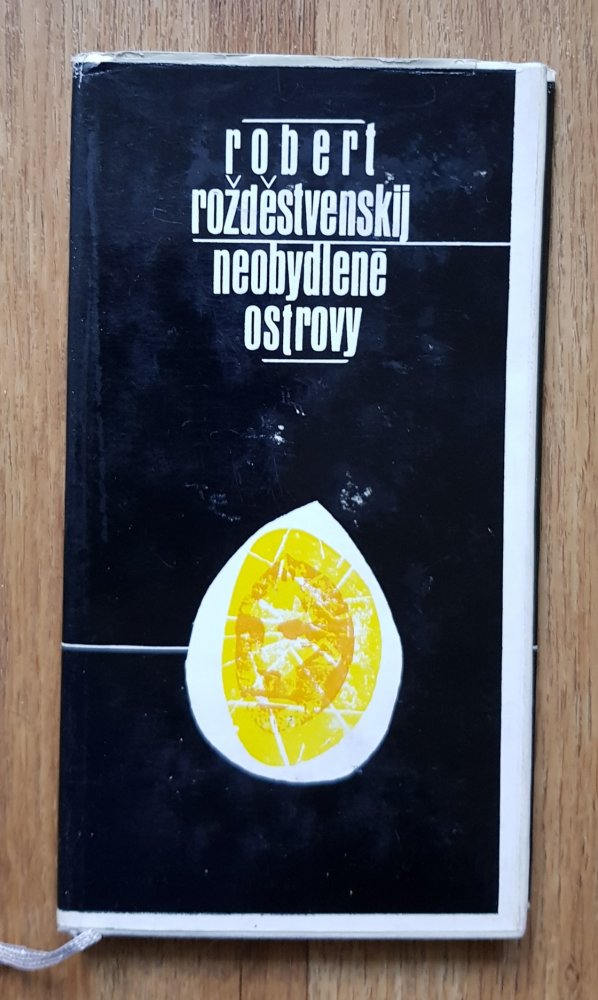 robert
rožděstvenskij
neobydlené
ostrovy